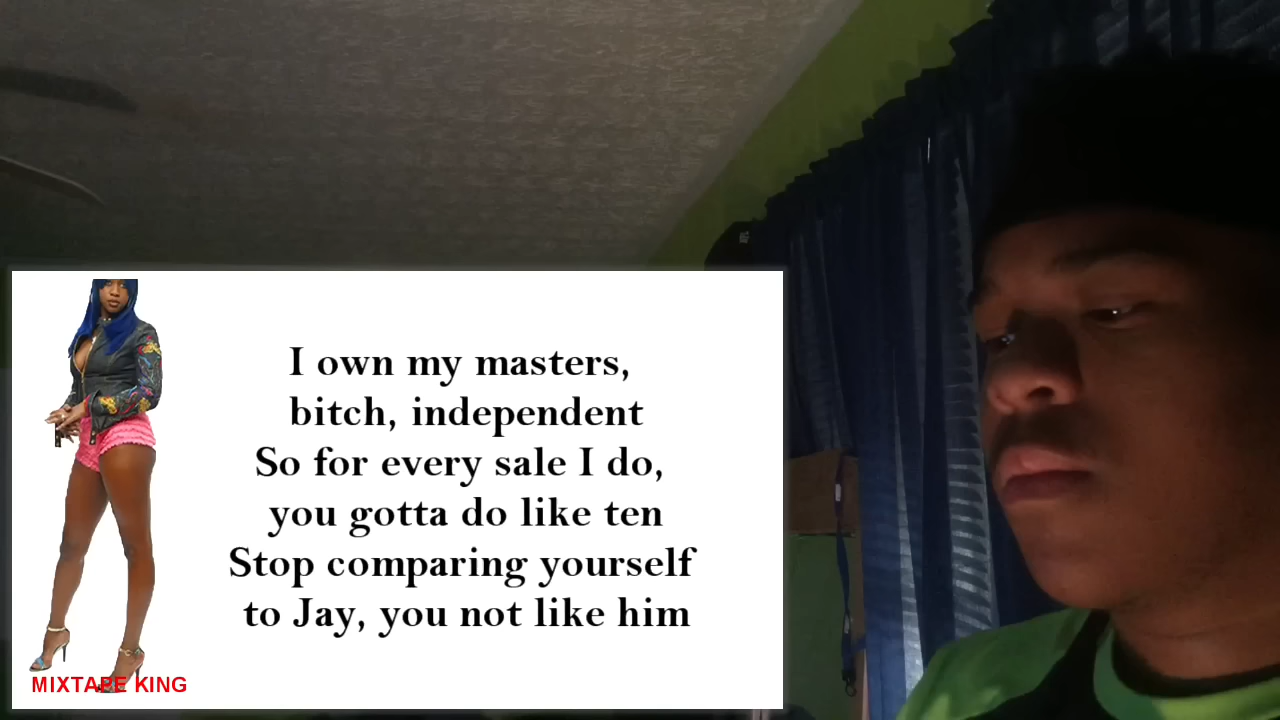 I own my masters,
bitch, independent
So for every sale I do,
you gotta do like ten
Stop comparing yourself
to Jay, you not like him
MIXTAPE KING